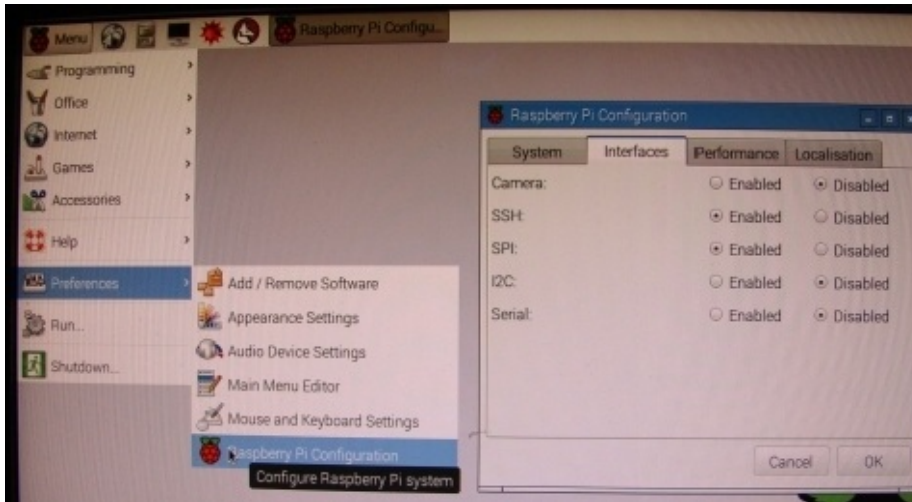 Menu
Raspberry Pi Configu...
Programming
Office
Internet
Games
Accessories
Help
Preferences
Run...
Shutdown...
Add / Remove Software
Appearance Settings
Audio Device Settings
Main Menu Editor
Mouse and Keyboard Settings
Raspberry Pi Configuration
Configure Raspberry Pi system
Raspberry Pi Configuration
System Interfaces Performance Localisation
Camera: Enabled Disabled
SSH: Enabled Disabled
SPI: Enabled Disabled
I2C: Enabled Disabled
Serial: Enabled Disabled
Cancel OK